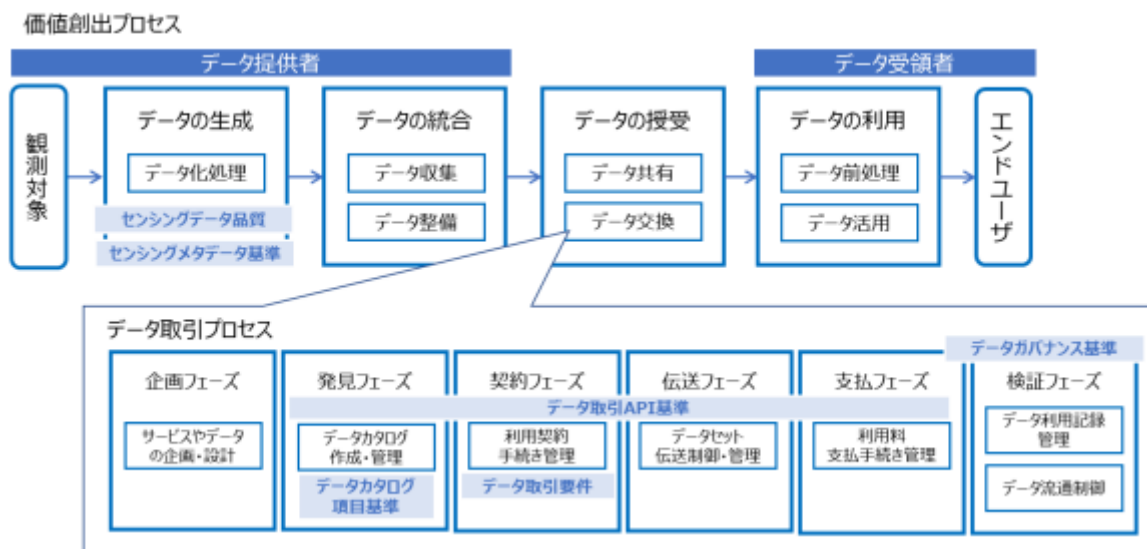 価値創出プロセス
データ提供者
データ受領者
観測対象
データの生成
データ化処理
センシングデータ品質
センシングメタデータ基準
データの統合
データ収集
データ整備
データの授受
データ共有
データ交換
データの利用
データ前処理
データ活用
エンドユーザ
データ取引プロセス
データガバナンス基準
企画フェーズ
発見フェーズ
契約フェーズ
伝送フェーズ
支払フェーズ
検証フェーズ
データ取引API基準
サービスやデータ
の企画・設計
データカタログ
作成・管理
データカタログ
項目基準
利用契約
手続き管理
データ取引要件
データセット
伝送制御・管理
利用料
支払手続き管理
データ利用記録
管理
データ流通制御